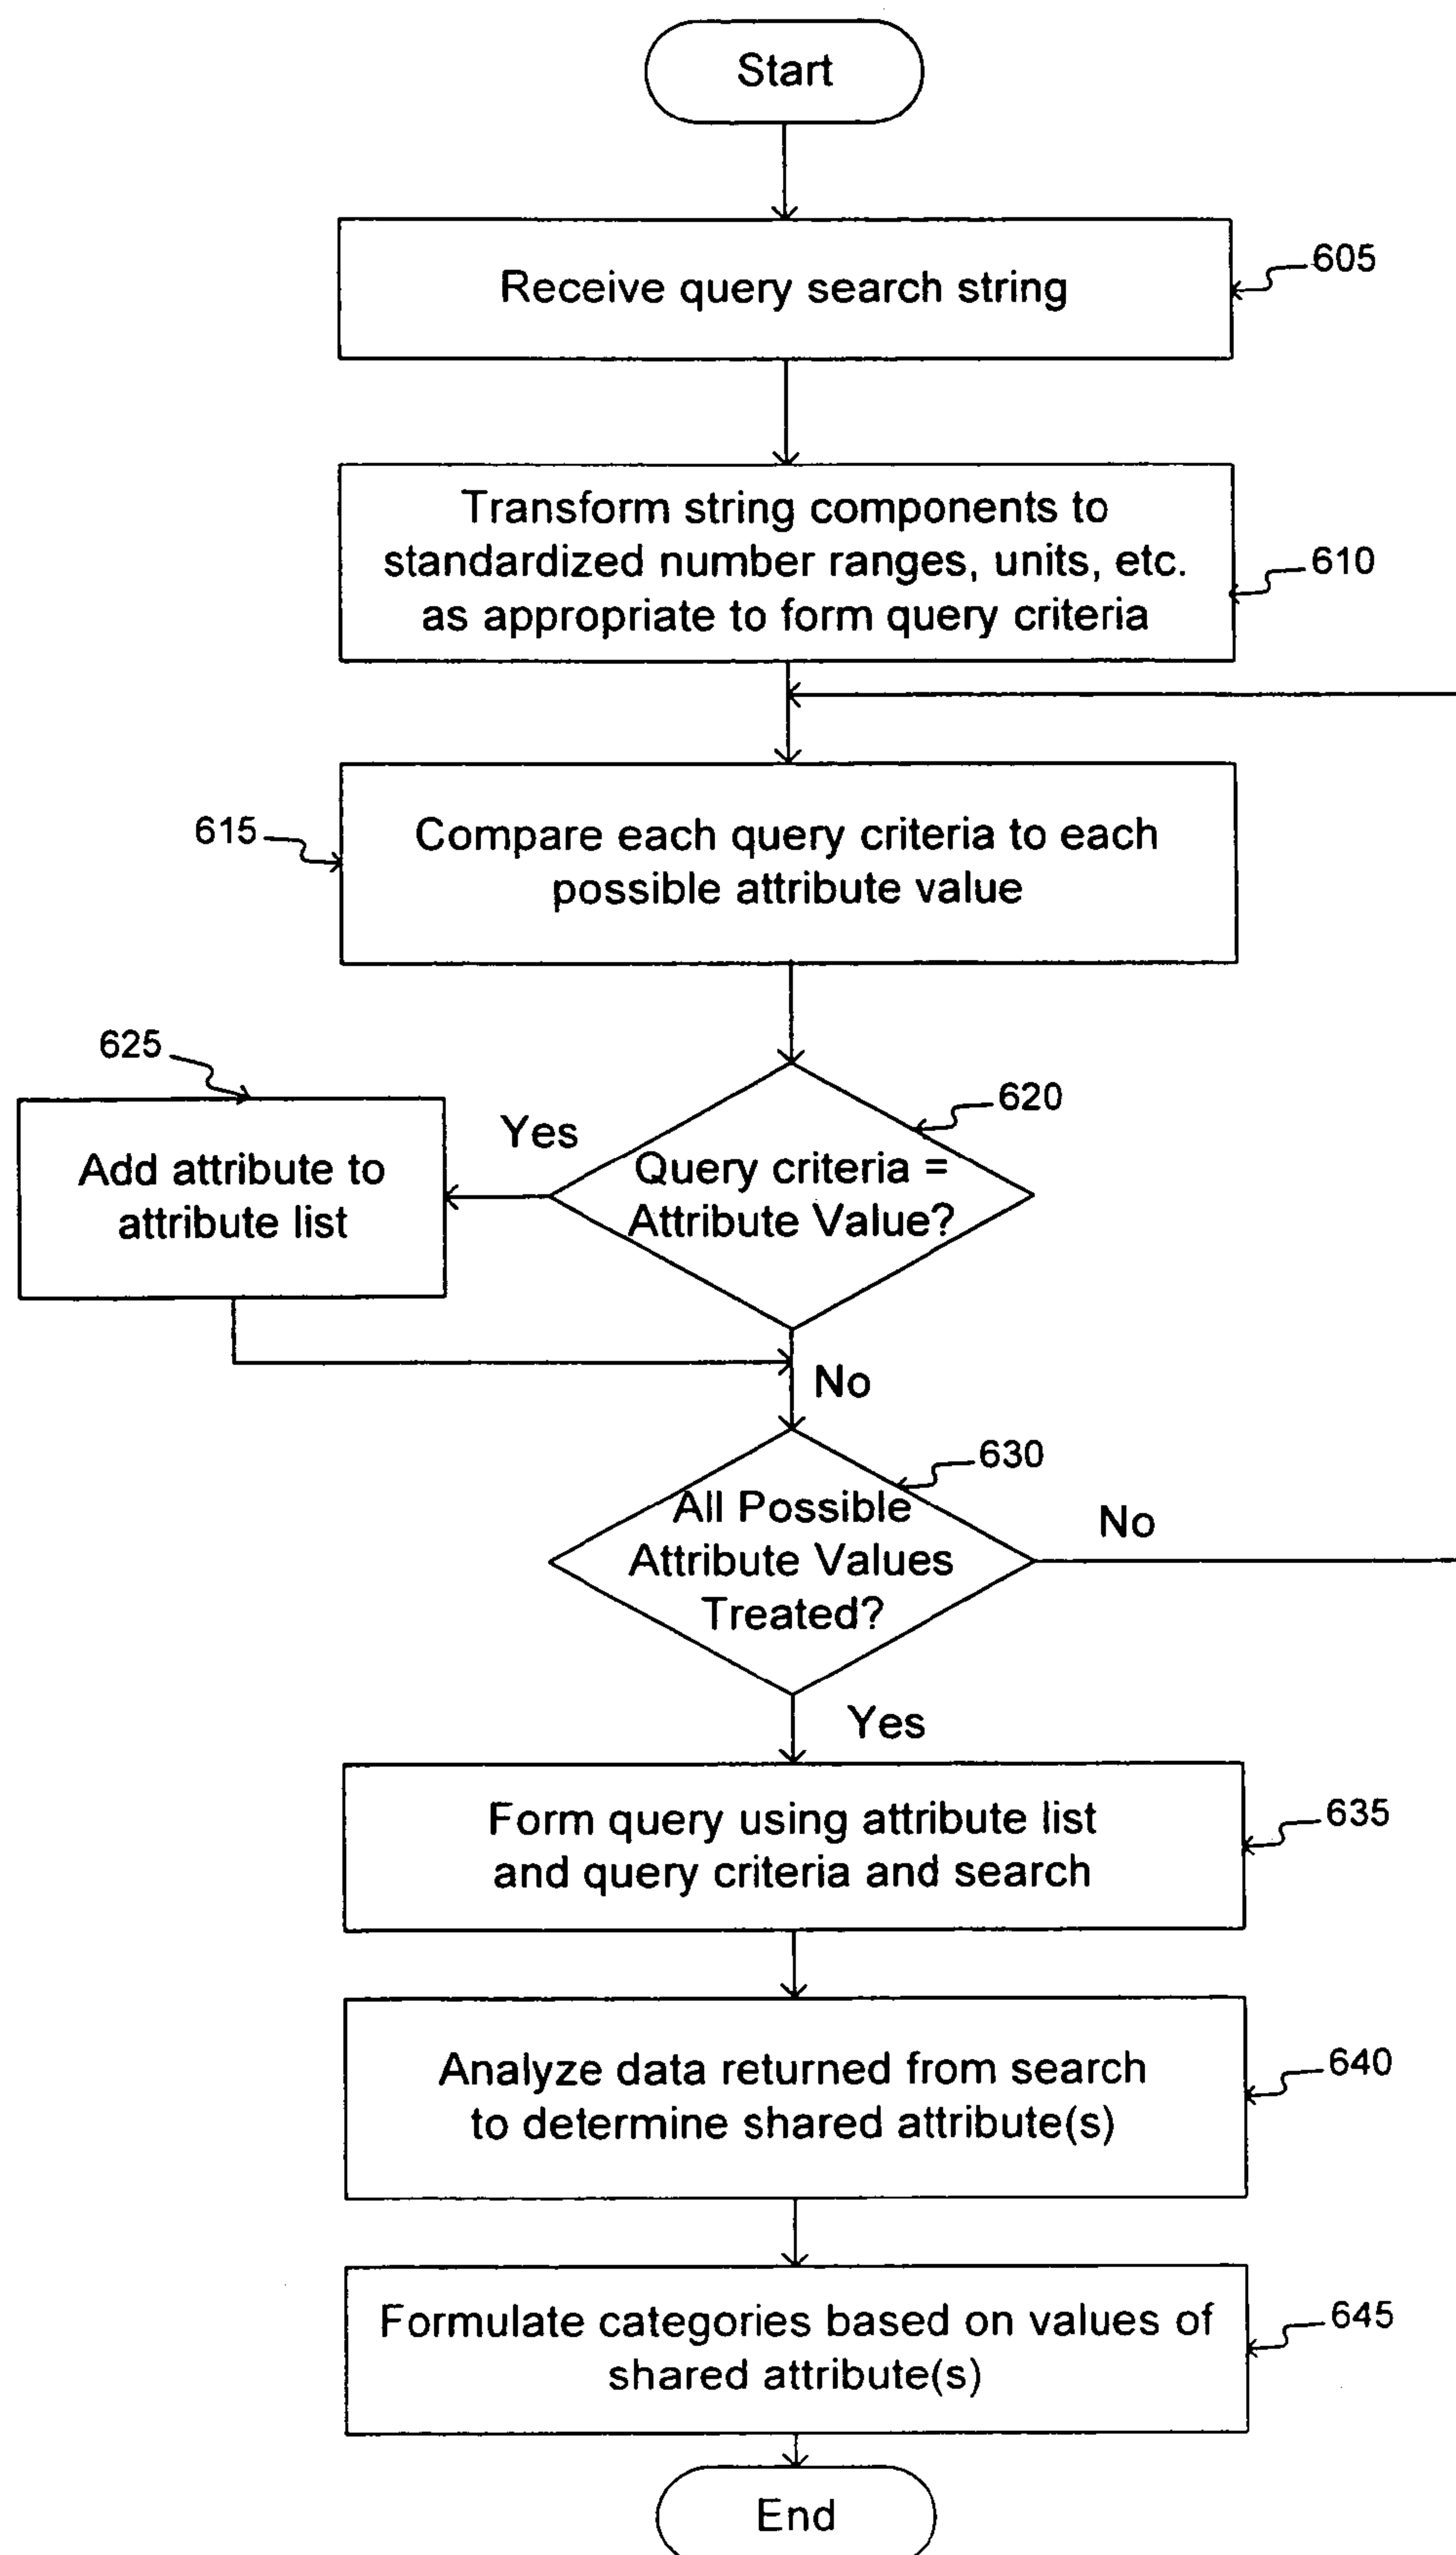 Start
Receive query search string
605
Transform string components to
standardized number ranges, units, etc.
as appropriate to form query criteria
610
615
Compare each query criteria to each
possible attribute value
625
Add attribute to
attribute list
Yes
620
Query criteria =
Attribute Value?
No
630
All Possible
Attribute Values
Treated?
No
Yes
Form query using attribute list
and query criteria and search
635
Analyze data returned from search
to determine shared attribute(s)
640
Formulate categories based on values of
shared attribute(s)
645
End